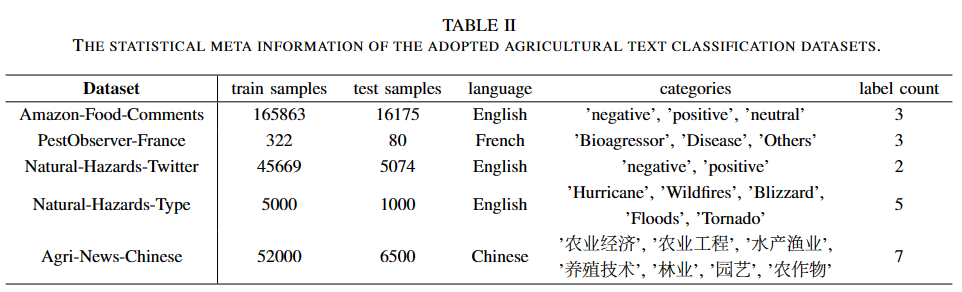 TABLE II
THE STATISTICAL META INFORMATION OF THE ADOPTED AGRICULTURAL TEXT CLASSIFICATION DATASETS.
Dataset train samples test samples language categories label count
Amazon-Food-Comments 165863 16175 English 'negative', 'positive', 'neutral' 3
PestObserver-France 322 80 French 'Bioagressor', 'Disease', 'Others' 3
Natural-Hazards-Twitter 45669 5074 English 'negative', 'positive' 2
Natural-Hazards-Type 5000 1000 English 'Hurricane', 'Wildfires', 'Blizzard', 5
'Floods', 'Tornado'
Agri-News-Chinese 52000 6500 Chinese '农业经济', '农业工程', '水产渔业', 7
'养殖技术', '林业', '园艺', '农作物'